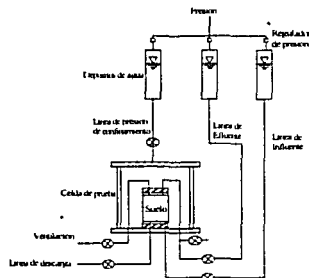 Presion
Regulador
de presion
Depositos de agua
Linea de presion
de confinamiento
Linea de
Efluente
Linea de
Influente
Celda de prueba
Suelo
Ventilacion
Linea de descarga